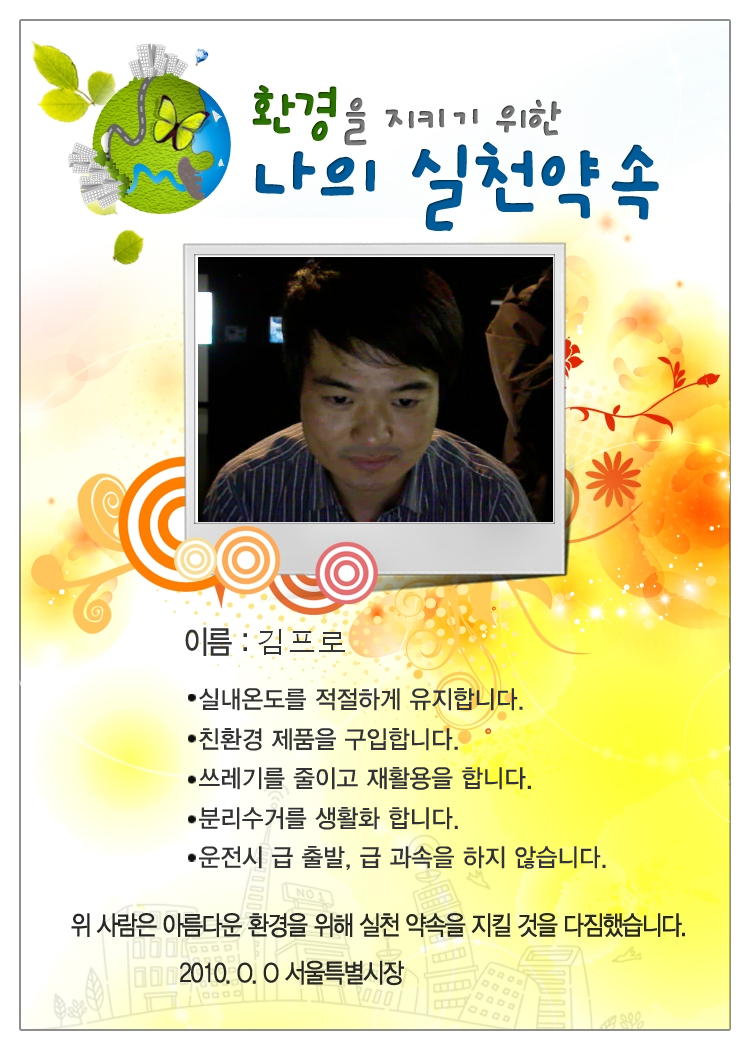 환경을 지키기 위한
나의 실천약속
이름 : 김프로
•실내온도를 적절하게 유지합니다.
•친환경 제품을 구입합니다.
•쓰레기를 줄이고 재활용을 합니다.
•분리수거를 생활화 합니다.
•운전시 급 출발, 급 과속을 하지 않습니다.
NO.1
위 사람은 아름다운 환경을 위해 실천 약속을 지킬 것을 다짐했습니다.
2010. 0. 0 서울특별시장